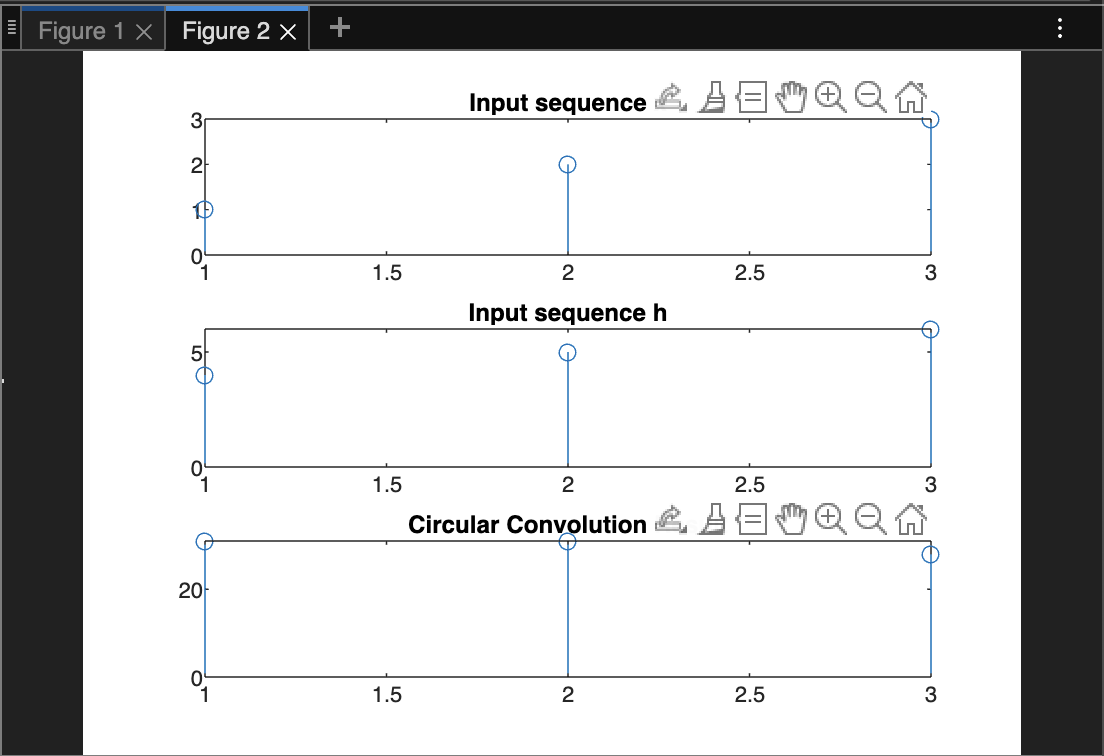 Figure 1 Figure 2
Input sequence
3
2
1
0
1 1.5 2 2.5 3
Input sequence h
5
0
1 1.5 2 2.5 3
Circular Convolution
20
0
1 1.5 2 2.5 3